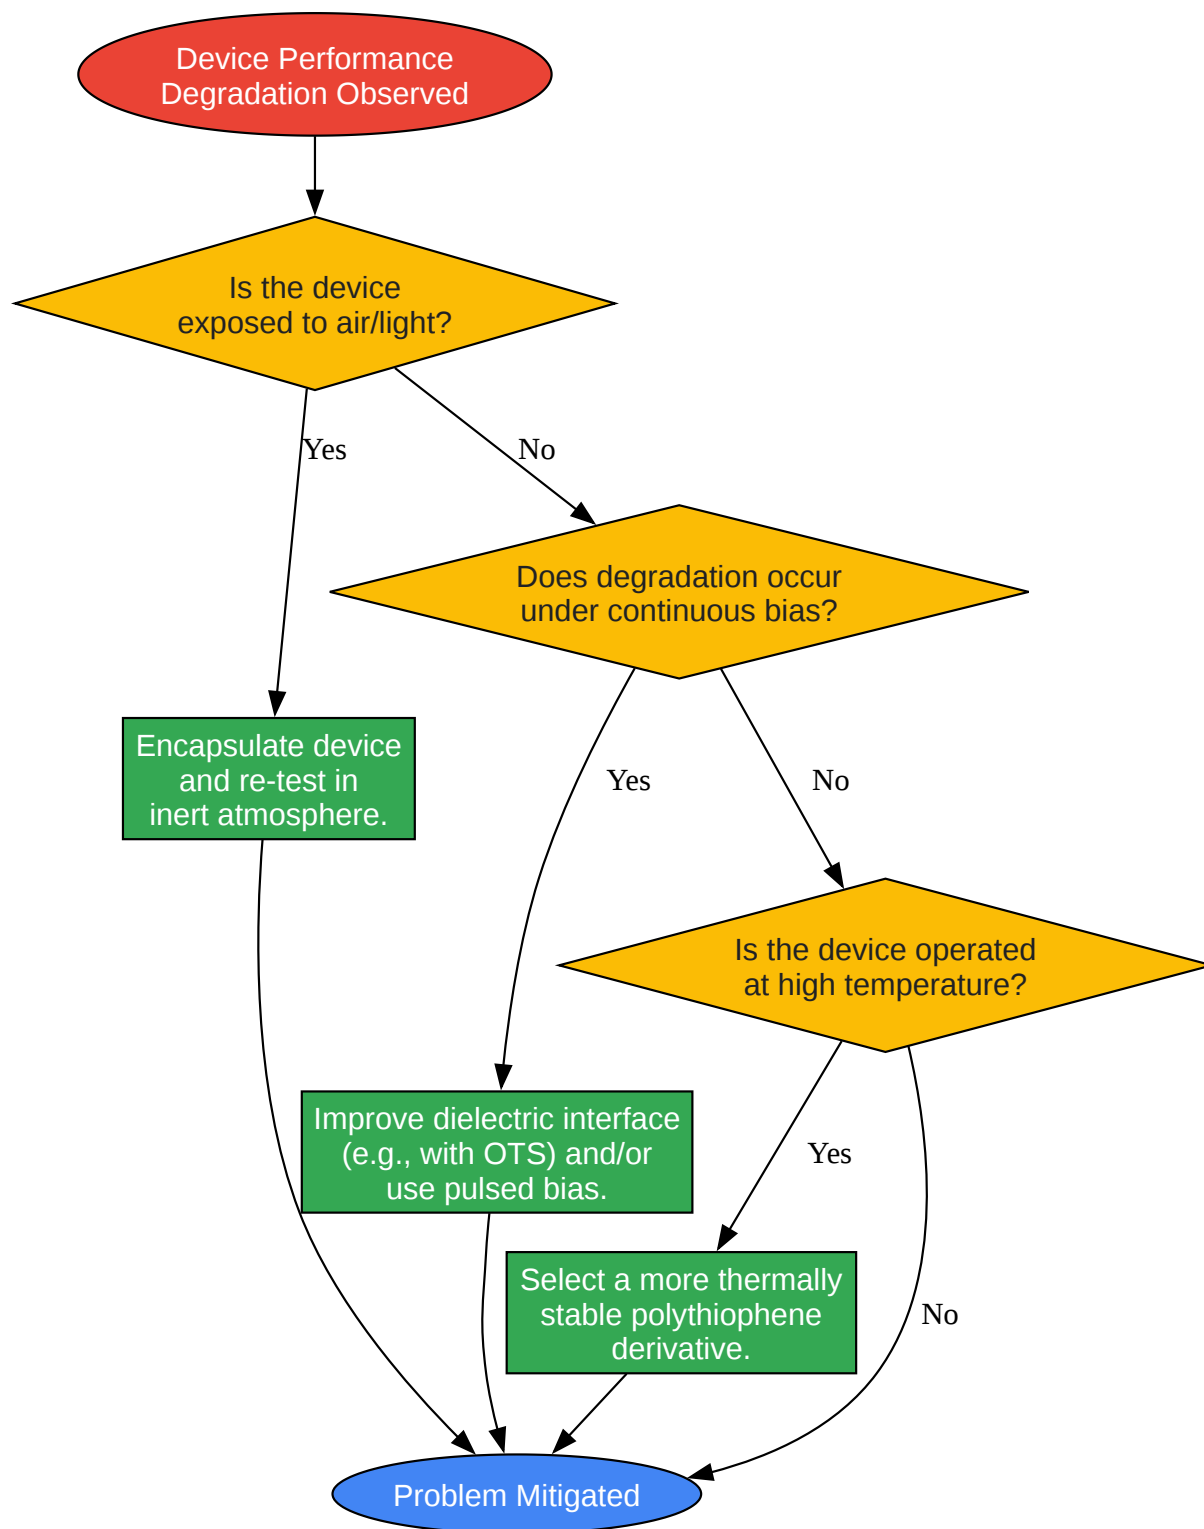 Device Performance
Degradation Observed
Is the device
exposed to air/light?
Yes
No
Does degradation occur
under continuous bias?
Encapsulate device
and re-test in
inert atmosphere.
Yes
No
Is the device operated
at high temperature?
Improve dielectric interface
(e.g., with OTS) and/or
use pulsed bias.
Yes
Select a more thermally
stable polythiophene
derivative.
No
Problem Mitigated